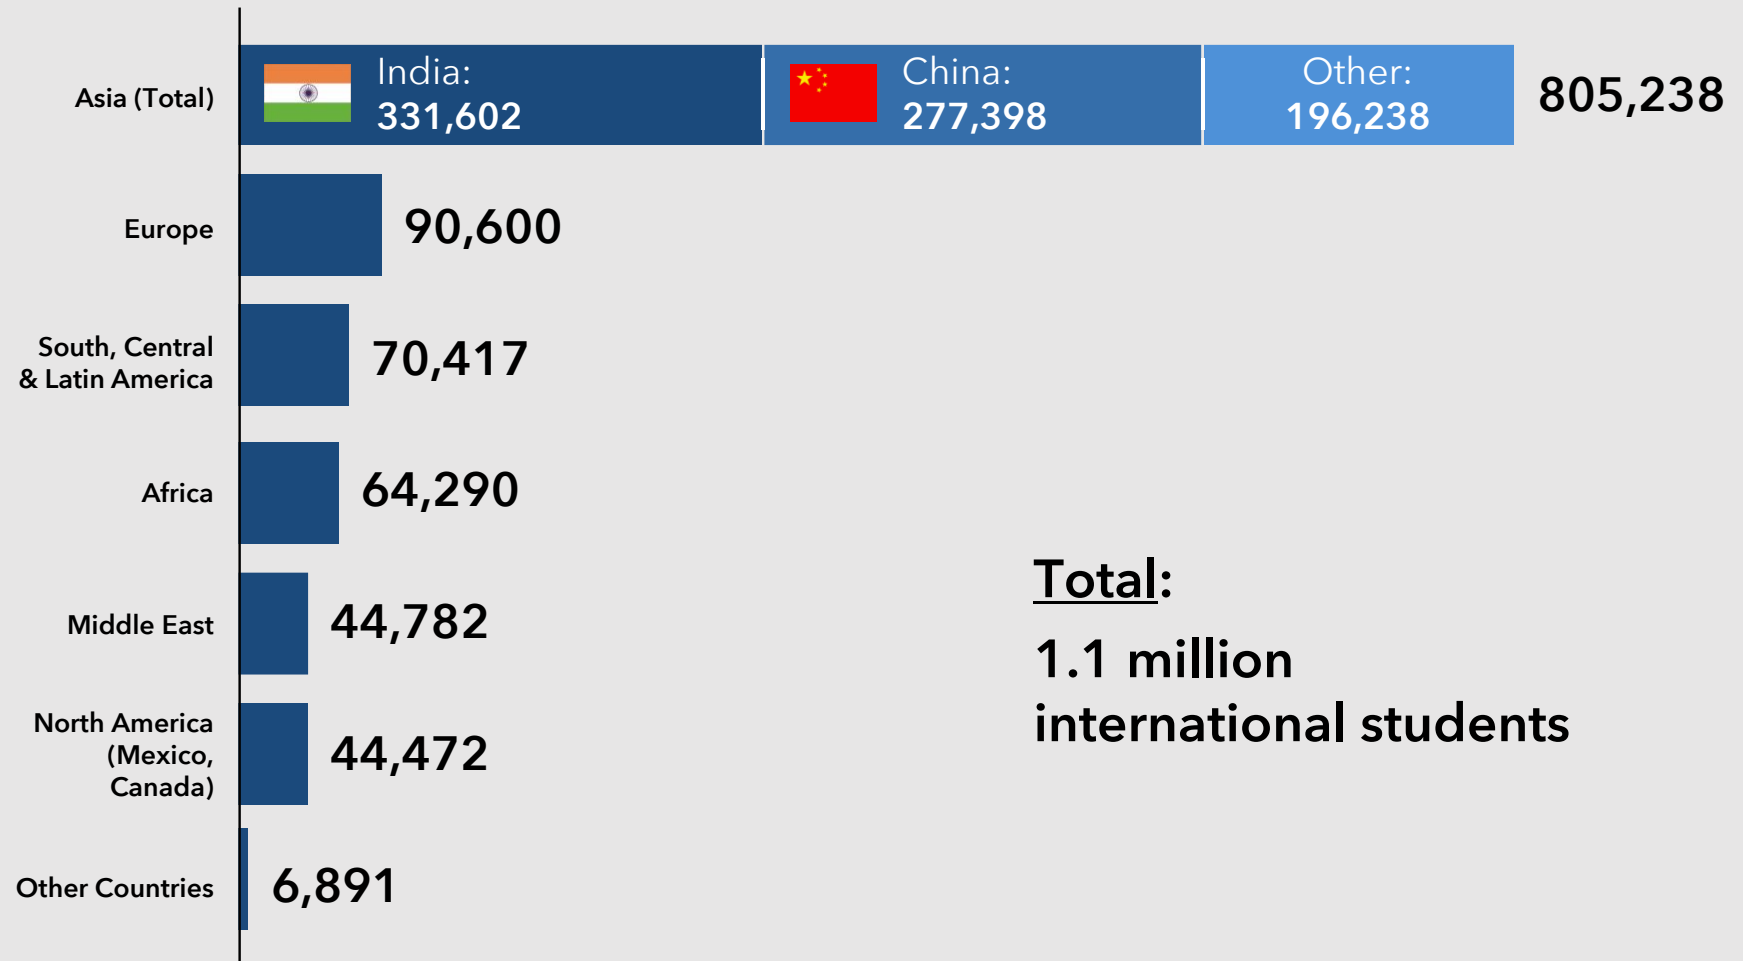 Asia (Total)
India:
331,602
China:
277,398
Other:
196,238
805,238
Europe
90,600
South, Central
& Latin America
70,417
Africa
64,290
Middle East
44,782
North America
(Mexico,
Canada)
44,472
Other Countries
6,891
Total:
1.1 million
international students